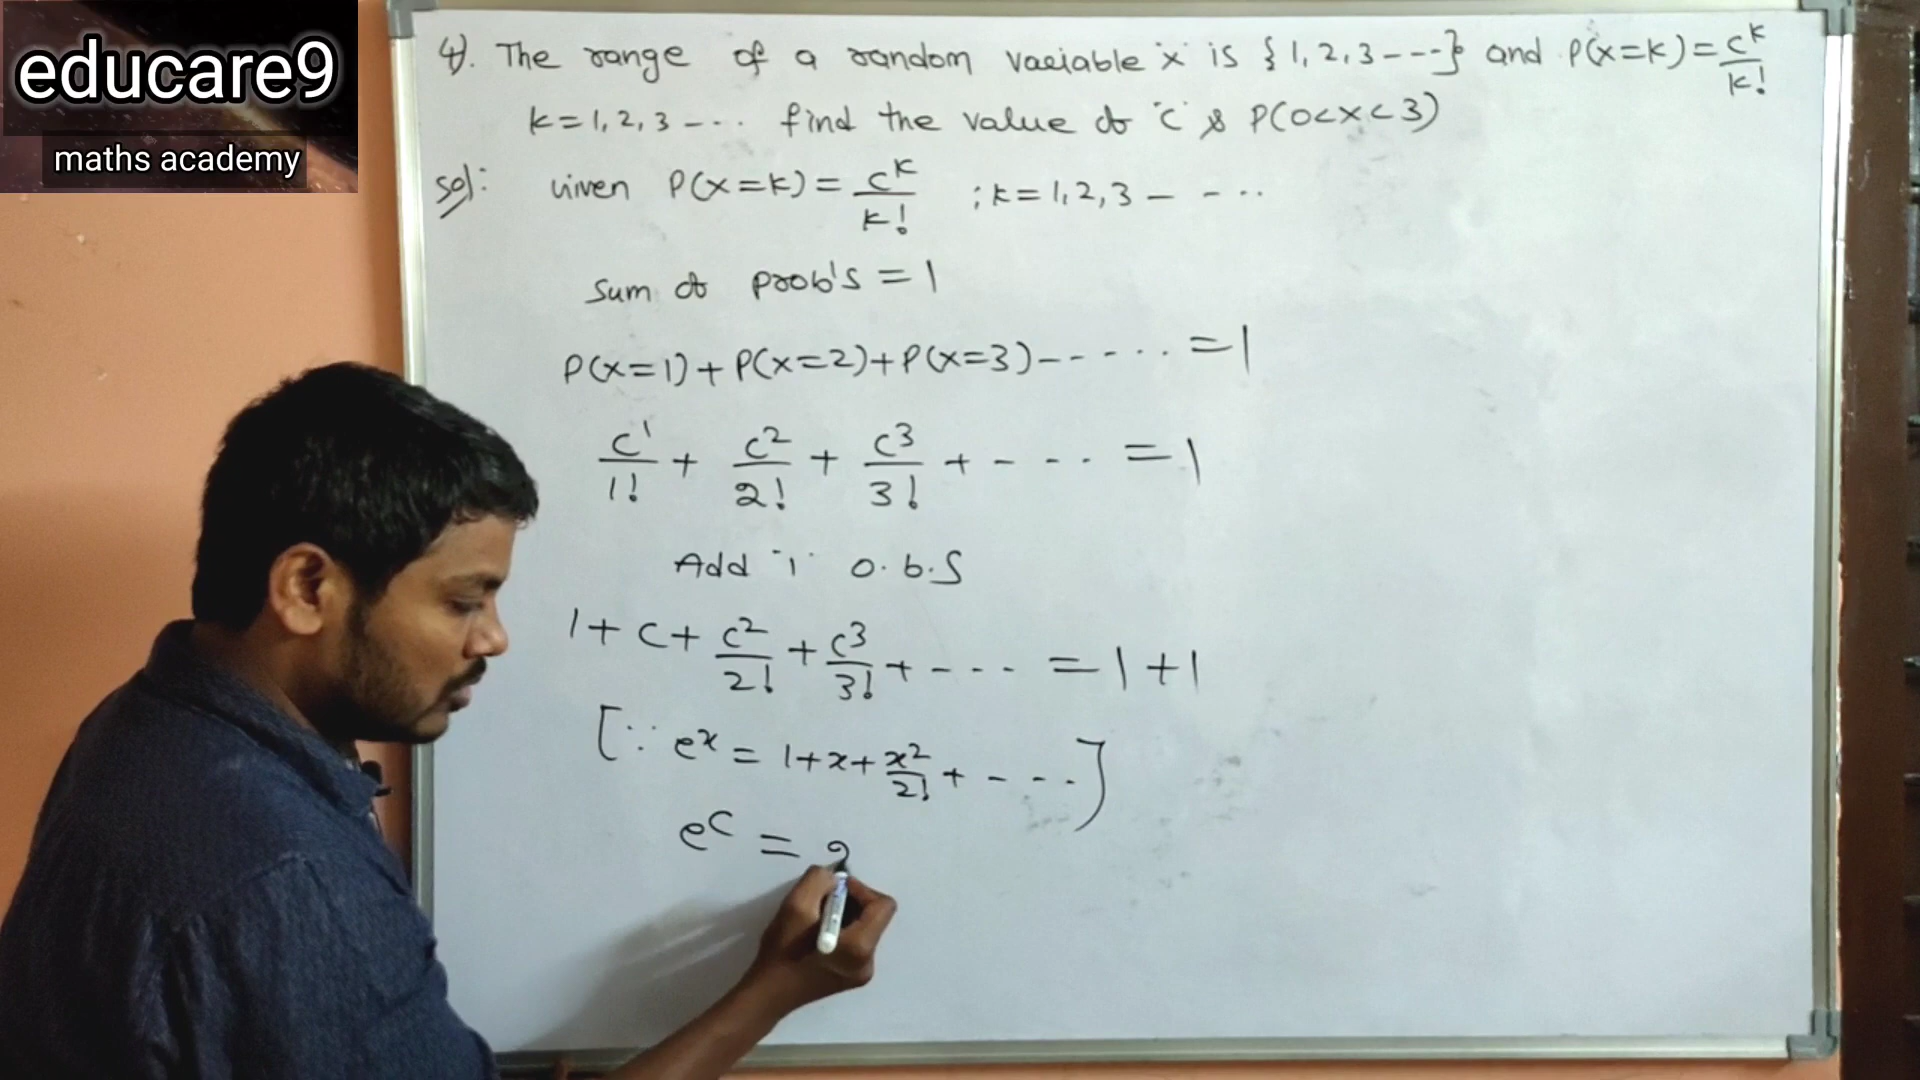 educare9
maths academy
4). The range of a random variable 'x' is {1, 2, 3 ---} and P(x=k) = c^k/k!
k = 1, 2, 3 --.. find the value of 'c' & P(0<x<3)
sol: Given P(x=k) = c^k/k! ; k = 1, 2, 3 - - ..
Sum of prob's = 1
P(x=1) + P(x=2) + P(x=3) ------ = 1
c^1/1! + c^2/2! + c^3/3! + - - .. = 1
Add '1' o.b.s
1 + c + c^2/2! + c^3/3! + ---- = 1 + 1
[∵ e^x = 1 + x + x^2/2! + - - ..]
e^c = 2